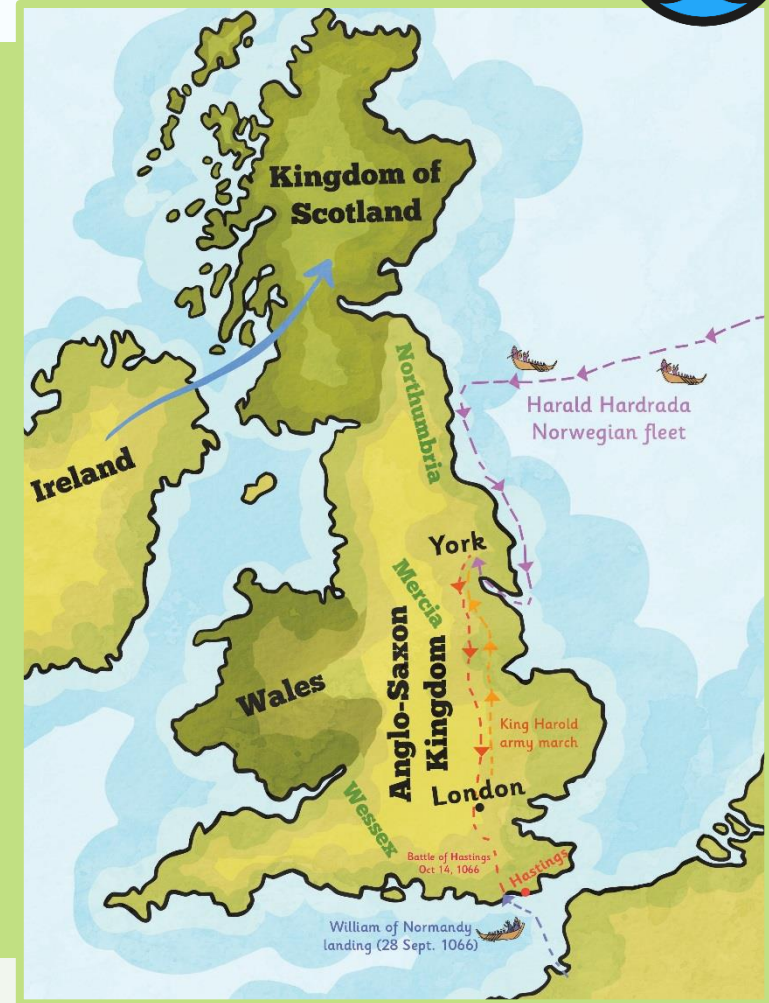 Kingdom of
Scotland
Northumbria
Harald Hardrada
Norwegian fleet
Ireland
York
Mercia
Anglo-Saxon
Kingdom
Wales
King Harold
army march
London
Wessex
Battle of Hastings
Oct 14, 1066
Hastings
William of Normandy
landing (28 Sept. 1066)